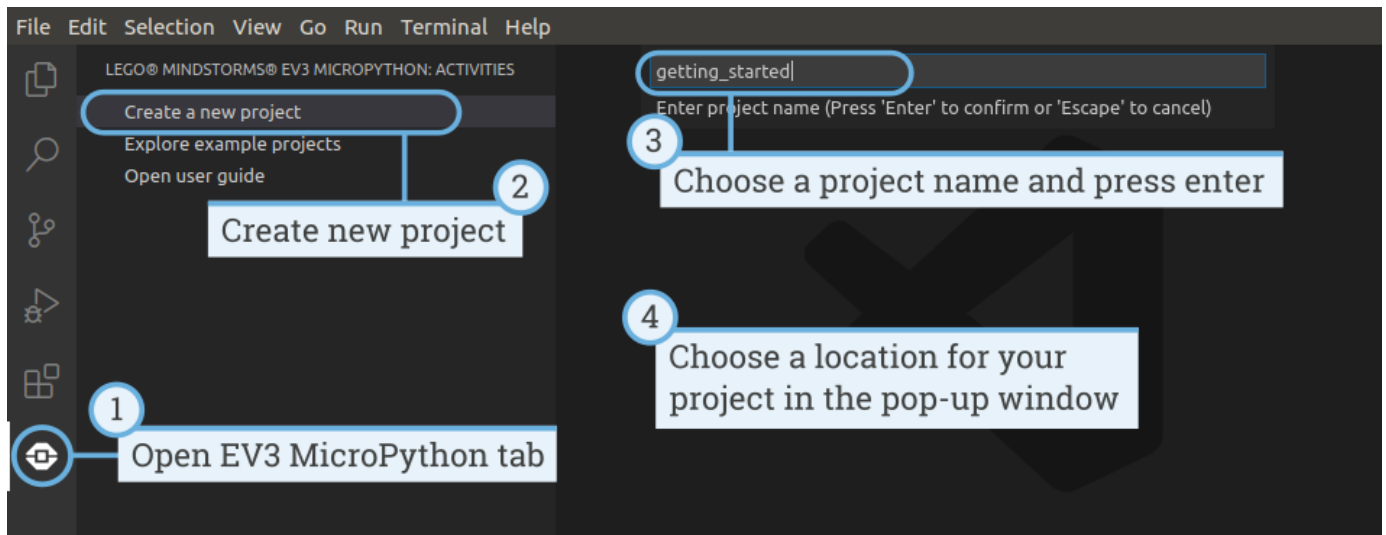 File Edit Selection View Go Run Terminal Help
LEGO® MINDSTORMS® EV3 MICROPYTHON: ACTIVITIES
Create a new project
Explore example projects
Open user guide
2
Create new project
getting_started
Enter project name (Press 'Enter' to confirm or 'Escape' to cancel)
3
Choose a project name and press enter
4
Choose a location for your
project in the pop-up window
1
Open EV3 MicroPython tab